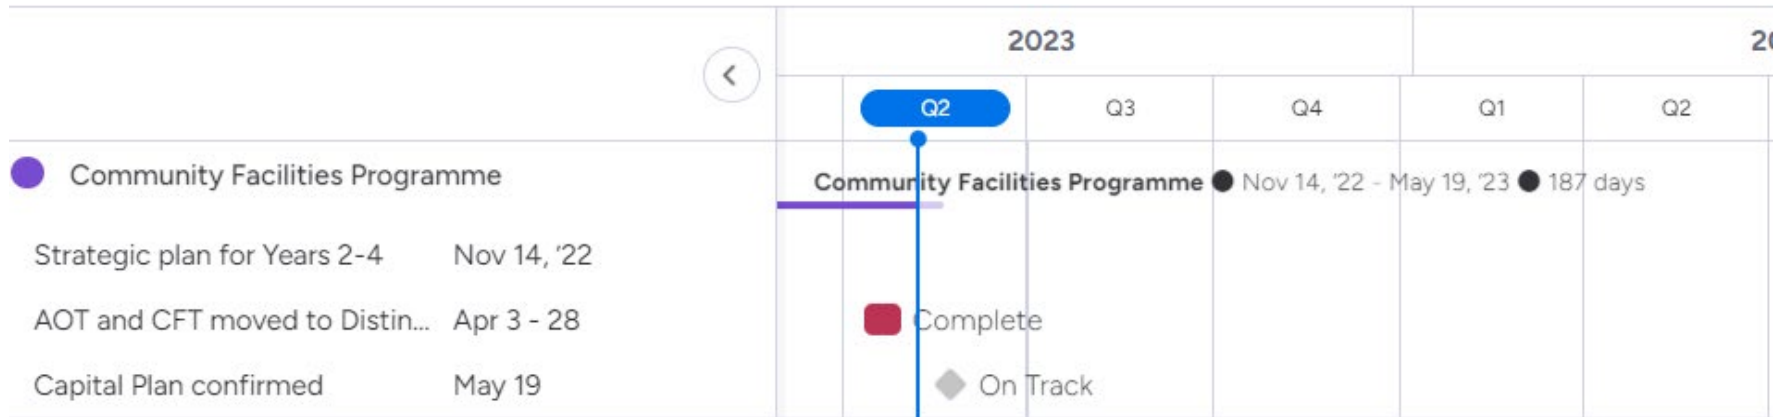 2023
Q2 Q3 Q4 Q1 Q2
Community Facilities Programme
Community Facilities Programme ● Nov 14, '22 - May 19, '23 ● 187 days
Strategic plan for Years 2-4 Nov 14, '22
AOT and CFT moved to Distin... Apr 3 - 28 Complete
Capital Plan confirmed May 19 On Track